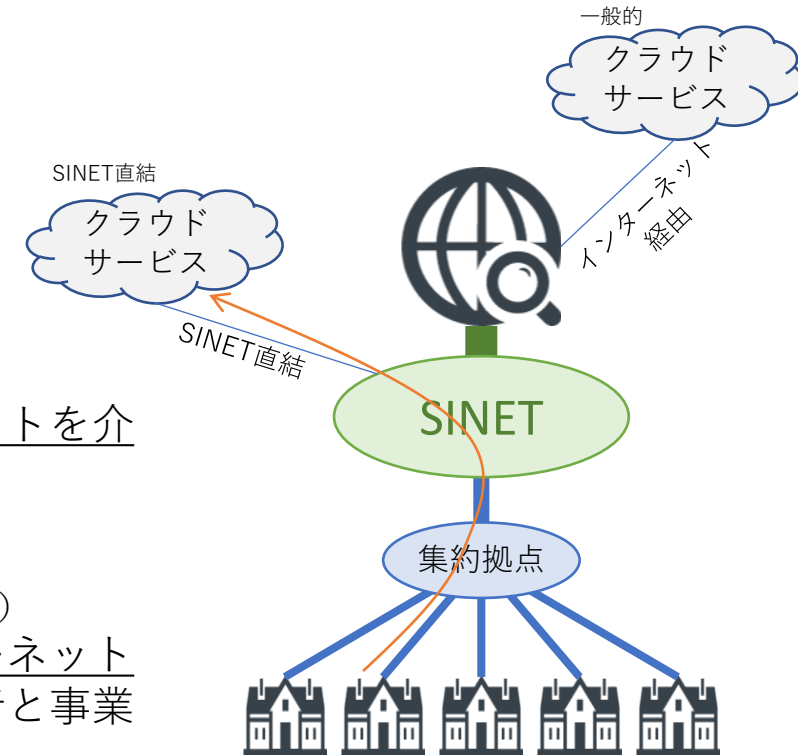 一般的
クラウド
サービス
インターネット
経由
SINET直結
クラウド
サービス
SINET直結
SINET
トを介
集約拠点
ネット
と事業